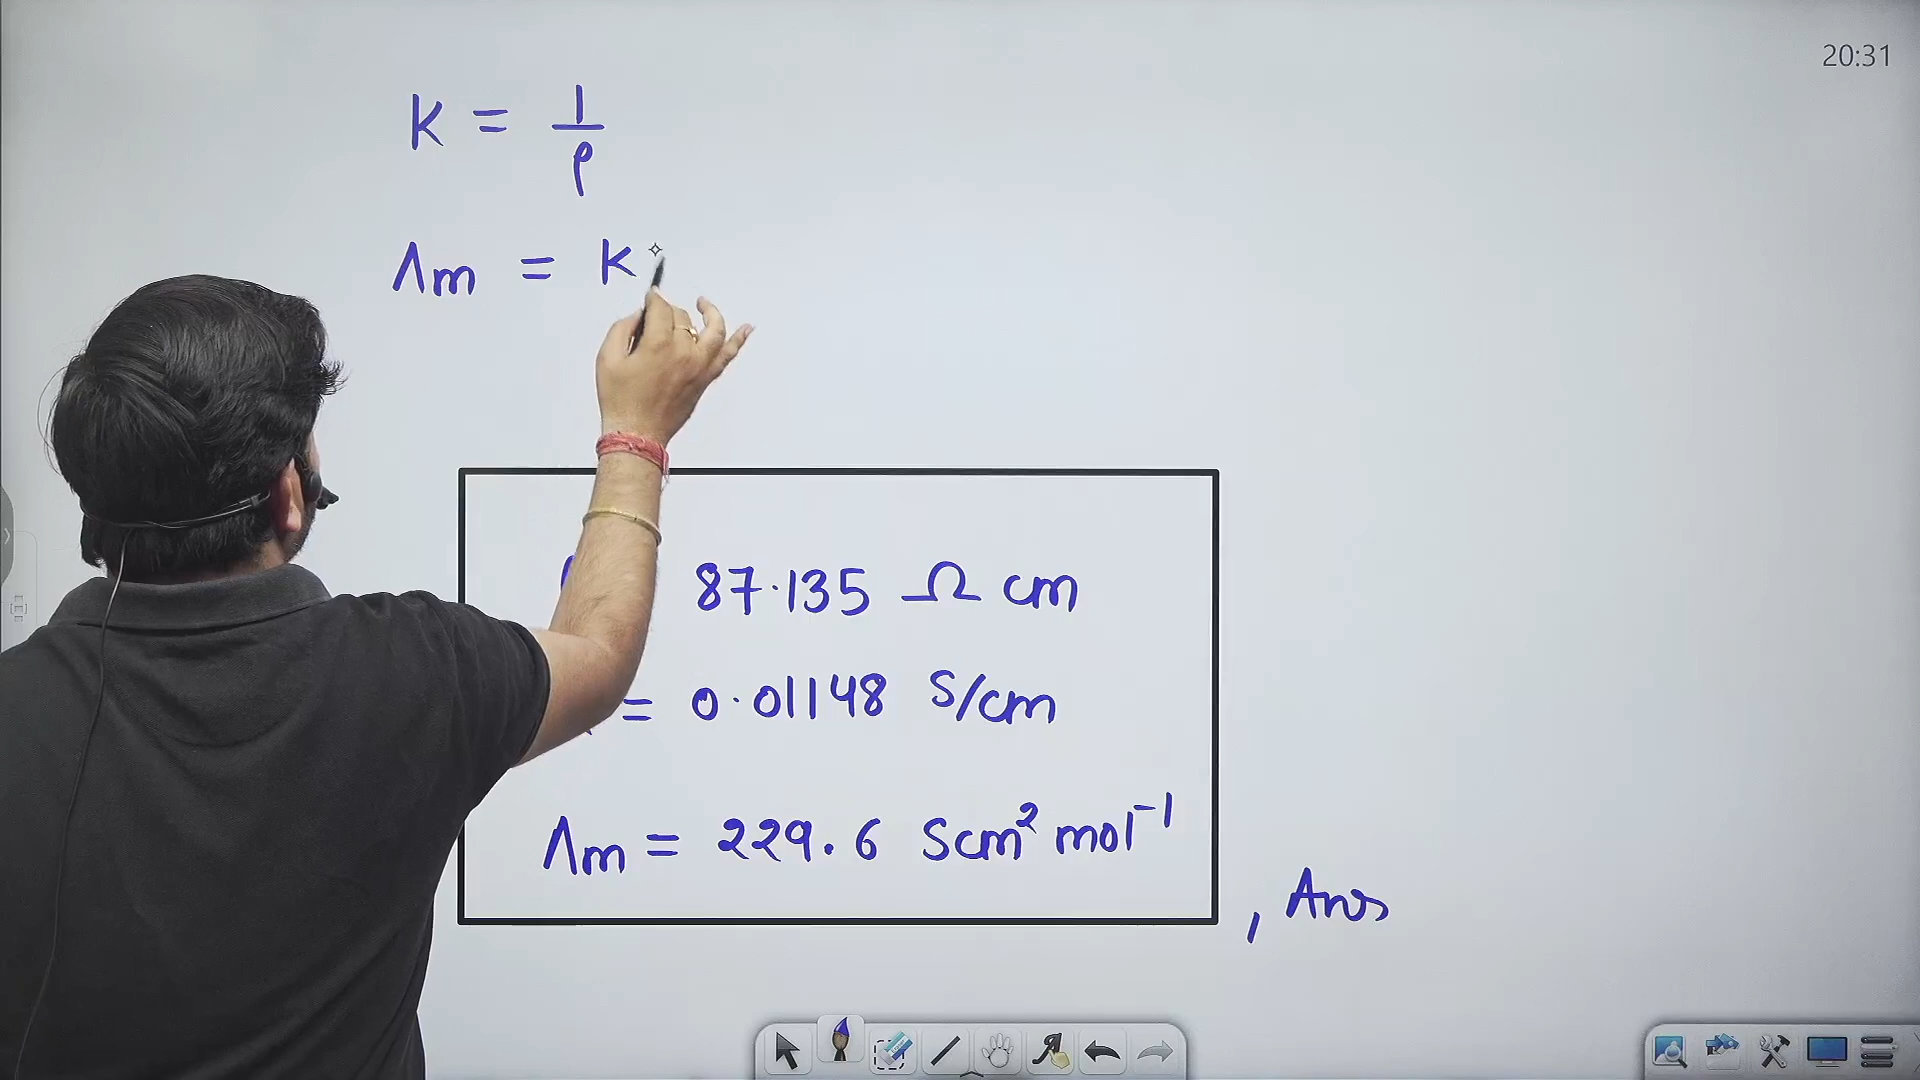 20:31
K = 1/ρ
Λm = K
87.135 Ω cm
= 0.01148 S/cm
Λm = 229.6 Scm² mol⁻¹
, Ans